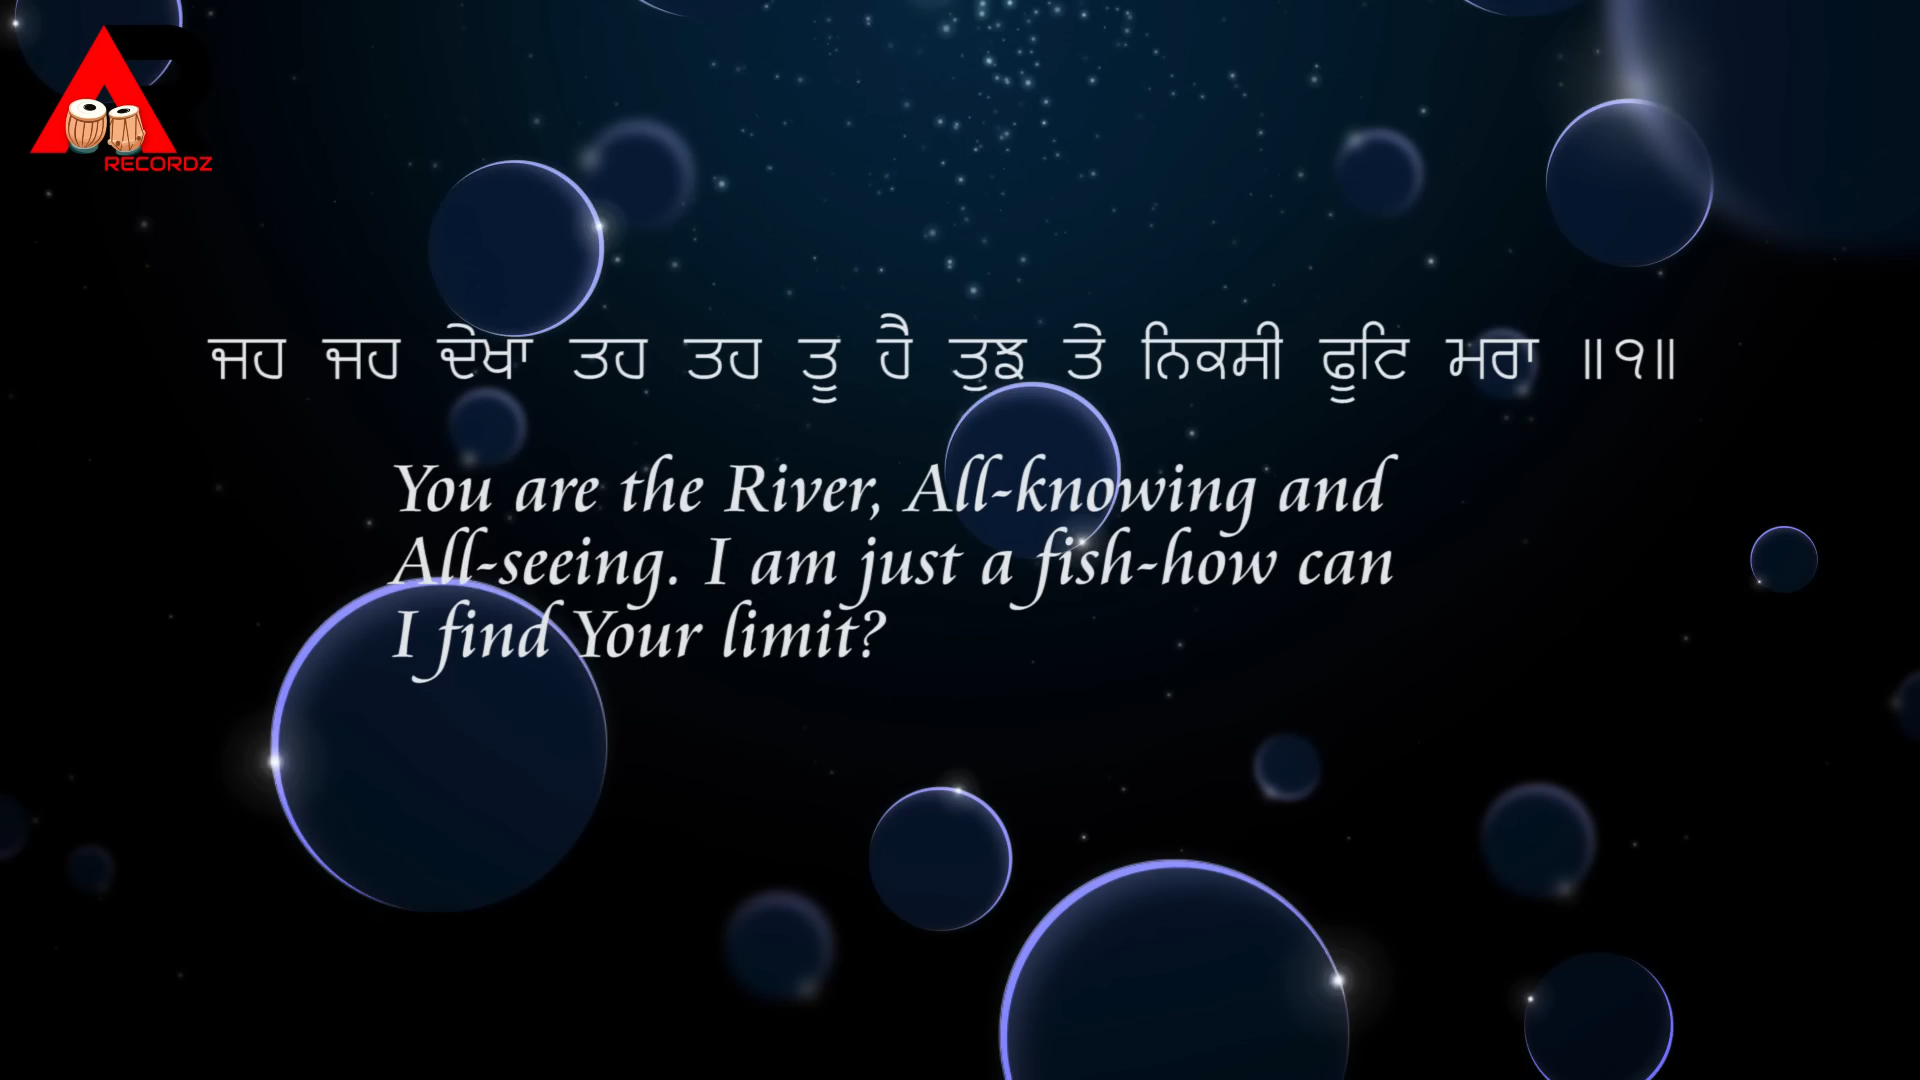 RECORDZ
ਜਹ ਜਹ ਦੇਖਾ ਤਹ ਤਹ ਤੂ ਹੈ ਤੁਝ ਤੇ ਨਿਕਸੀ ਫੂਟਿ ਮਰਾ ॥੧॥
You are the River, All-knowing and
All-seeing. I am just a fish-how can
I find Your limit?